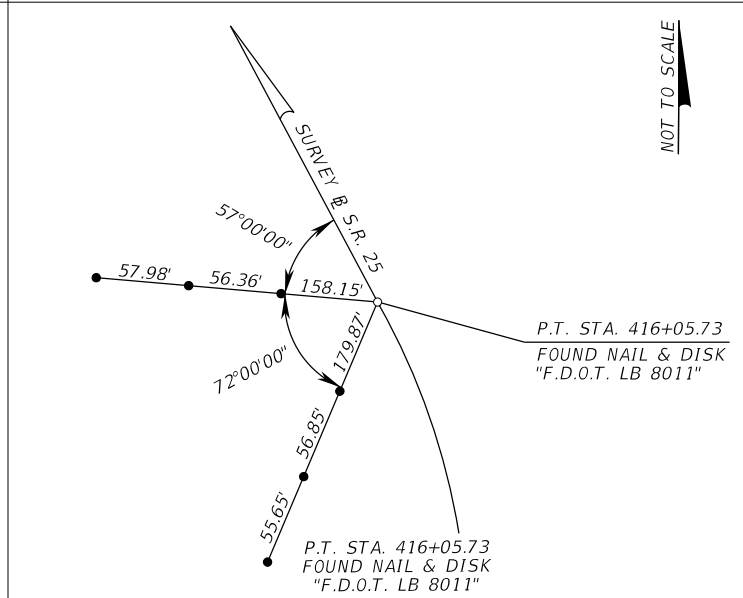 NOT TO SCALE
SURVEY ⅊ S.R. 25
57°00'00"
57.98'
56.36'
158.15'
P.T. STA. 416+05.73
FOUND NAIL & DISK
"F.D.O.T. LB 8011"
179.87'
72°00'00"
56.85'
55.65'
P.T. STA. 416+05.73
FOUND NAIL & DISK
"F.D.O.T. LB 8011"